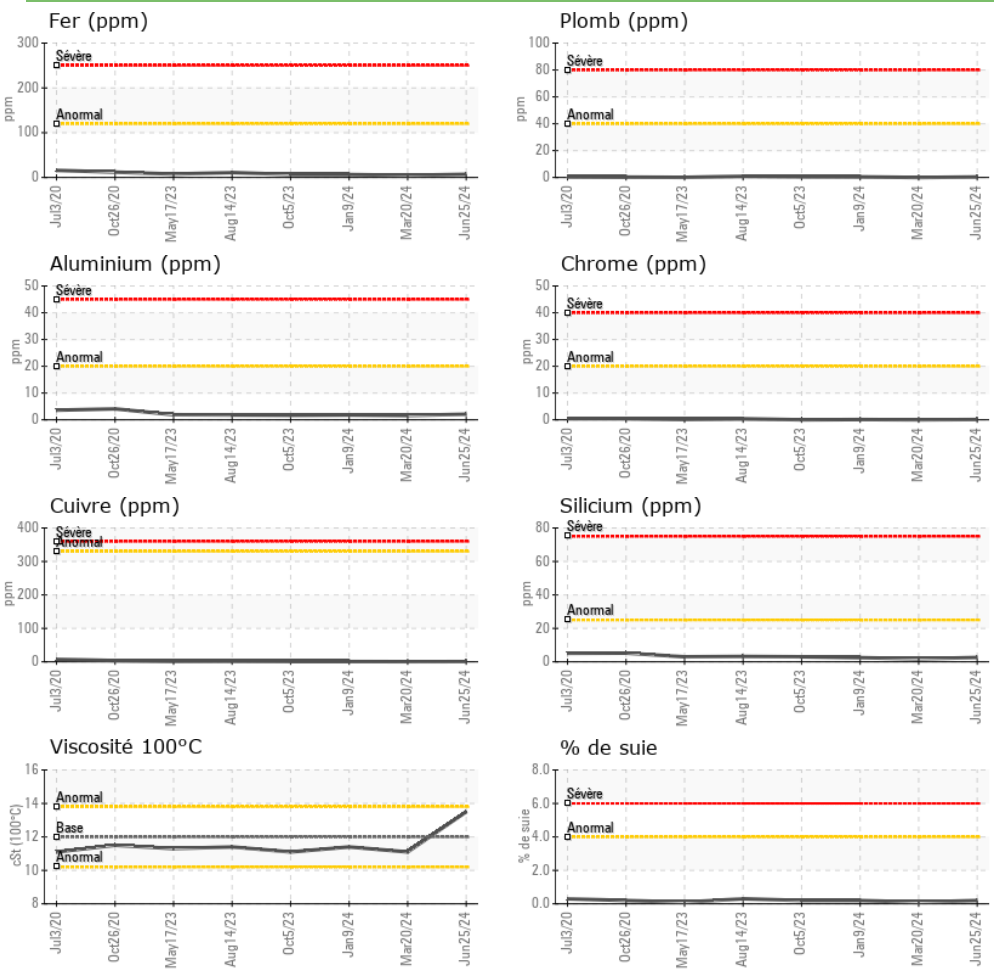 Fer (ppm)
300
200
100
0
ppm
Sévère
Anormal
Jul3/20
Oct26/20
May17/23
Aug14/23
Oct5/23
Jan9/24
Mar20/24
Jun25/24
Plomb (ppm)
100
80
60
40
20
0
ppm
Sévère
Anormal
Jul3/20
Oct26/20
May17/23
Aug14/23
Oct5/23
Jan9/24
Mar20/24
Jun25/24
Aluminium (ppm)
50
40
30
20
10
0
ppm
Sévère
Anormal
Jul3/20
Oct26/20
May17/23
Aug14/23
Oct5/23
Jan9/24
Mar20/24
Jun25/24
Chrome (ppm)
50
40
30
20
10
0
ppm
Sévère
Anormal
Jul3/20
Oct26/20
May17/23
Aug14/23
Oct5/23
Jan9/24
Mar20/24
Jun25/24
Cuivre (ppm)
400
300
200
100
0
ppm
Sévère
Anormal
Jul3/20
Oct26/20
May17/23
Aug14/23
Oct5/23
Jan9/24
Mar20/24
Jun25/24
Silicium (ppm)
80
60
40
20
0
ppm
Sévère
Anormal
Jul3/20
Oct26/20
May17/23
Aug14/23
Oct5/23
Jan9/24
Mar20/24
Jun25/24
Viscosité 100°C
16
14
12
10
8
cSt (100°C)
Anormal
Base
Anormal
Jul3/20
Oct26/20
May17/23
Aug14/23
Oct5/23
Jan9/24
Mar20/24
Jun25/24
% de suie
8.0
6.0
4.0
2.0
0.0
% de suie
Sévère
Anormal
Jul3/20
Oct26/20
May17/23
Aug14/23
Oct5/23
Jan9/24
Mar20/24
Jun25/24